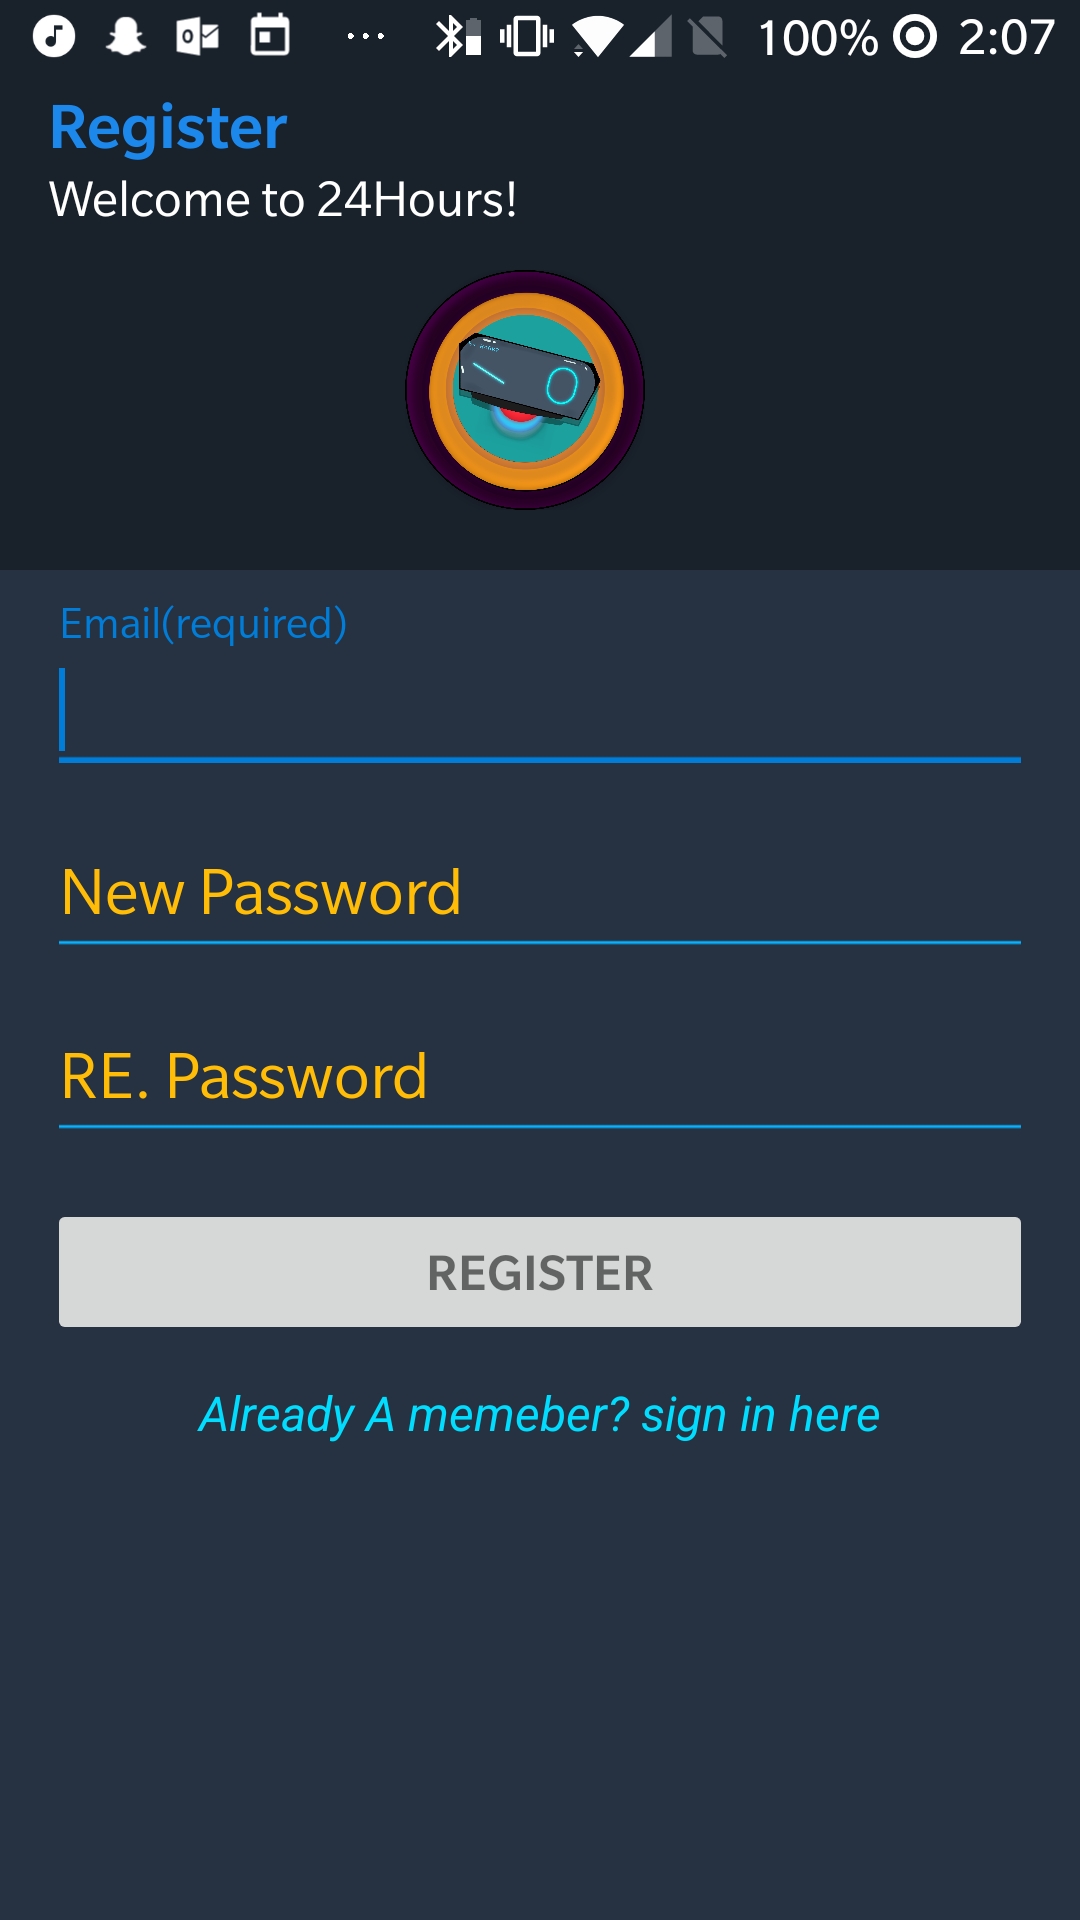 100% 2:07
Register
Welcome to 24Hours!
Email(required)
New Password
RE. Password
REGISTER
Already A memeber? sign in here